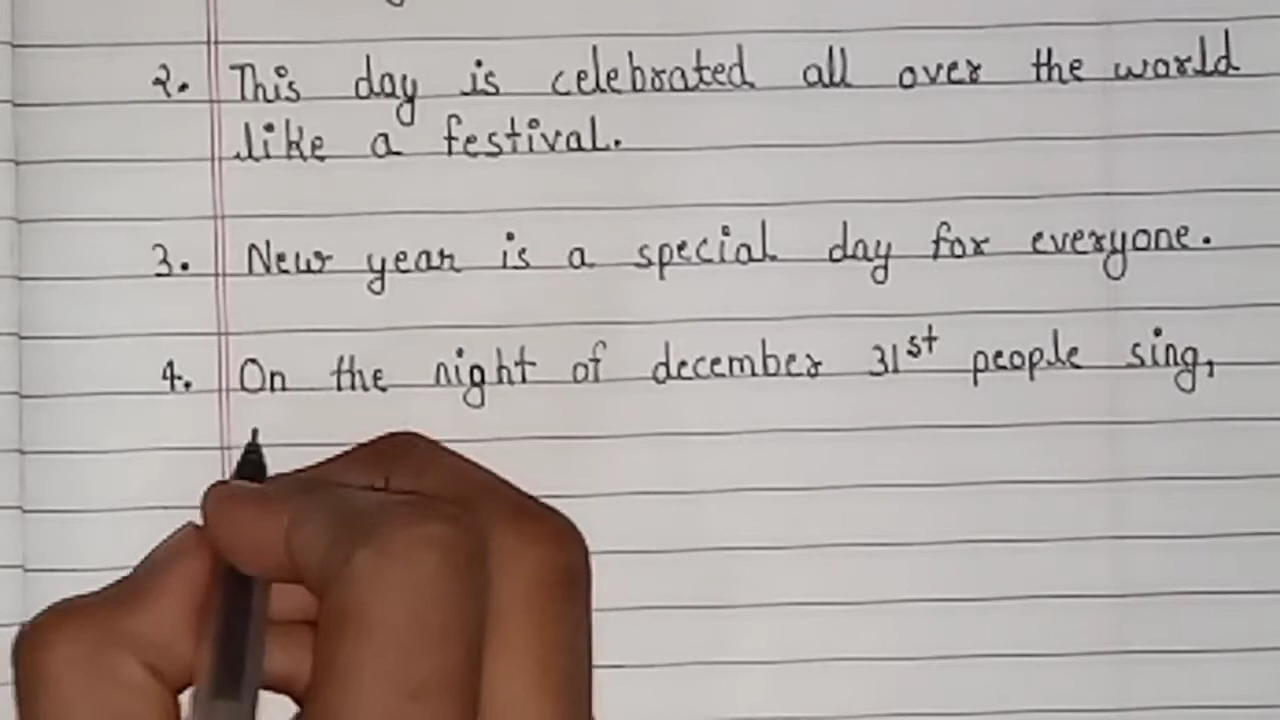 2. This day is celebrated all over the world
like a festival.
3. New year is a special day for everyone.
4. On the night of december 31st people sing,